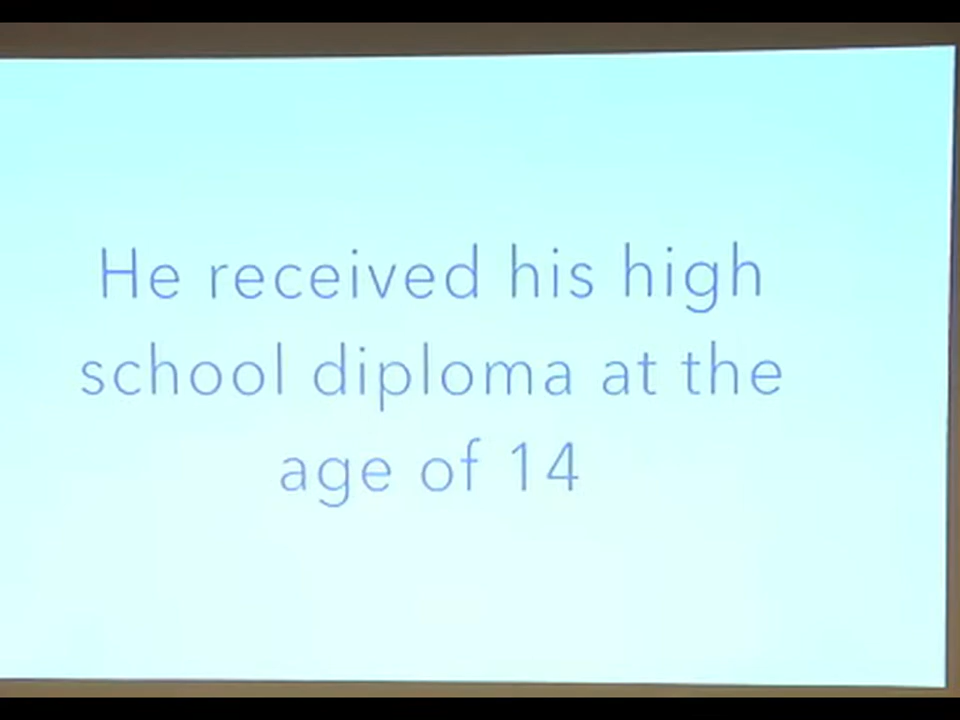 He received his high
school diploma at the
age of 14